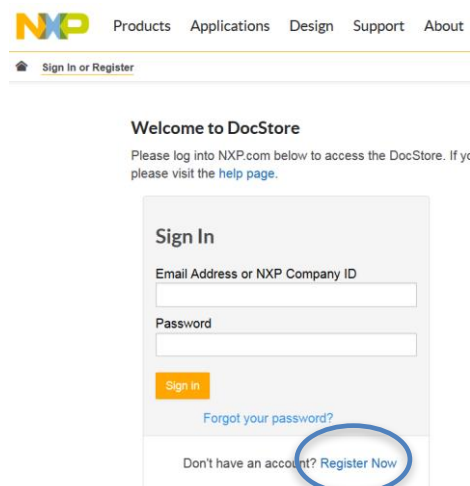 NXP Products Applications Design Support About
Sign In or Register
Welcome to DocStore
Please log into NXP.com below to access the DocStore. If
please visit the help page.
Sign In
Email Address or NXP Company ID
Password
Sign in
Forgot your password?
Don't have an account? Register Now